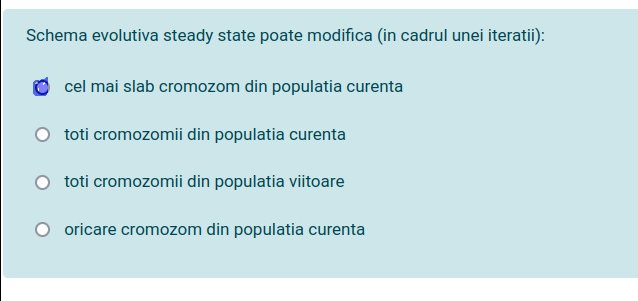 Schema evolutiva steady state poate modifica (in cadrul unei iteratii):
cel mai slab cromozom din populatia curenta
toti cromozomii din populatia curenta
toti cromozomii din populatia viitoare
oricare cromozom din populatia curenta